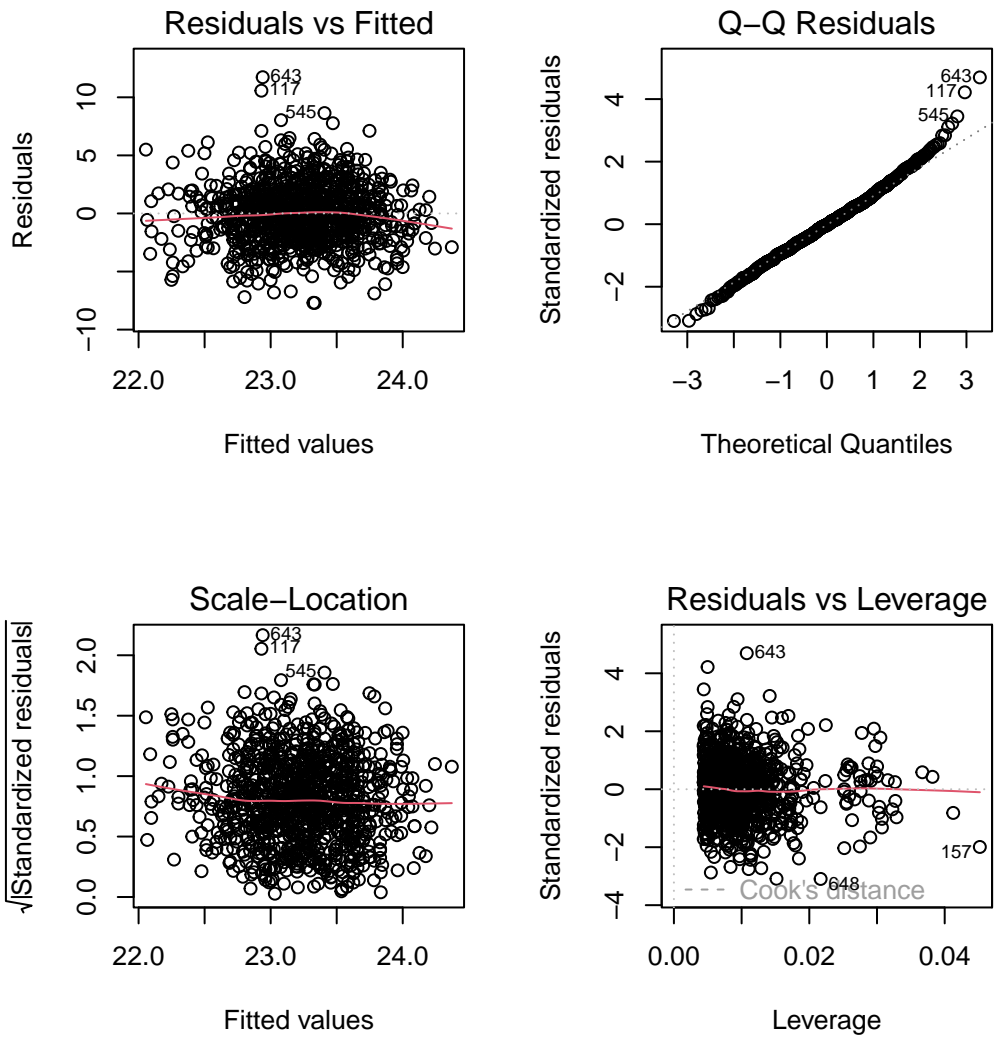 Residuals vs Fitted
Residuals
10
5
0
−10
643
117
545
22.0 23.0 24.0
Fitted values
Q−Q Residuals
Standardized residuals
4
2
0
−2
643
117
545
−3 −1 0 1 2 3
Theoretical Quantiles
Scale−Location
√|Standardized residuals|
2.0
1.5
1.0
0.5
0.0
643
117
545
22.0 23.0 24.0
Fitted values
Residuals vs Leverage
Standardized residuals
4
2
0
−2
−4
643
157
648
Cook's distance
0.00 0.02 0.04
Leverage